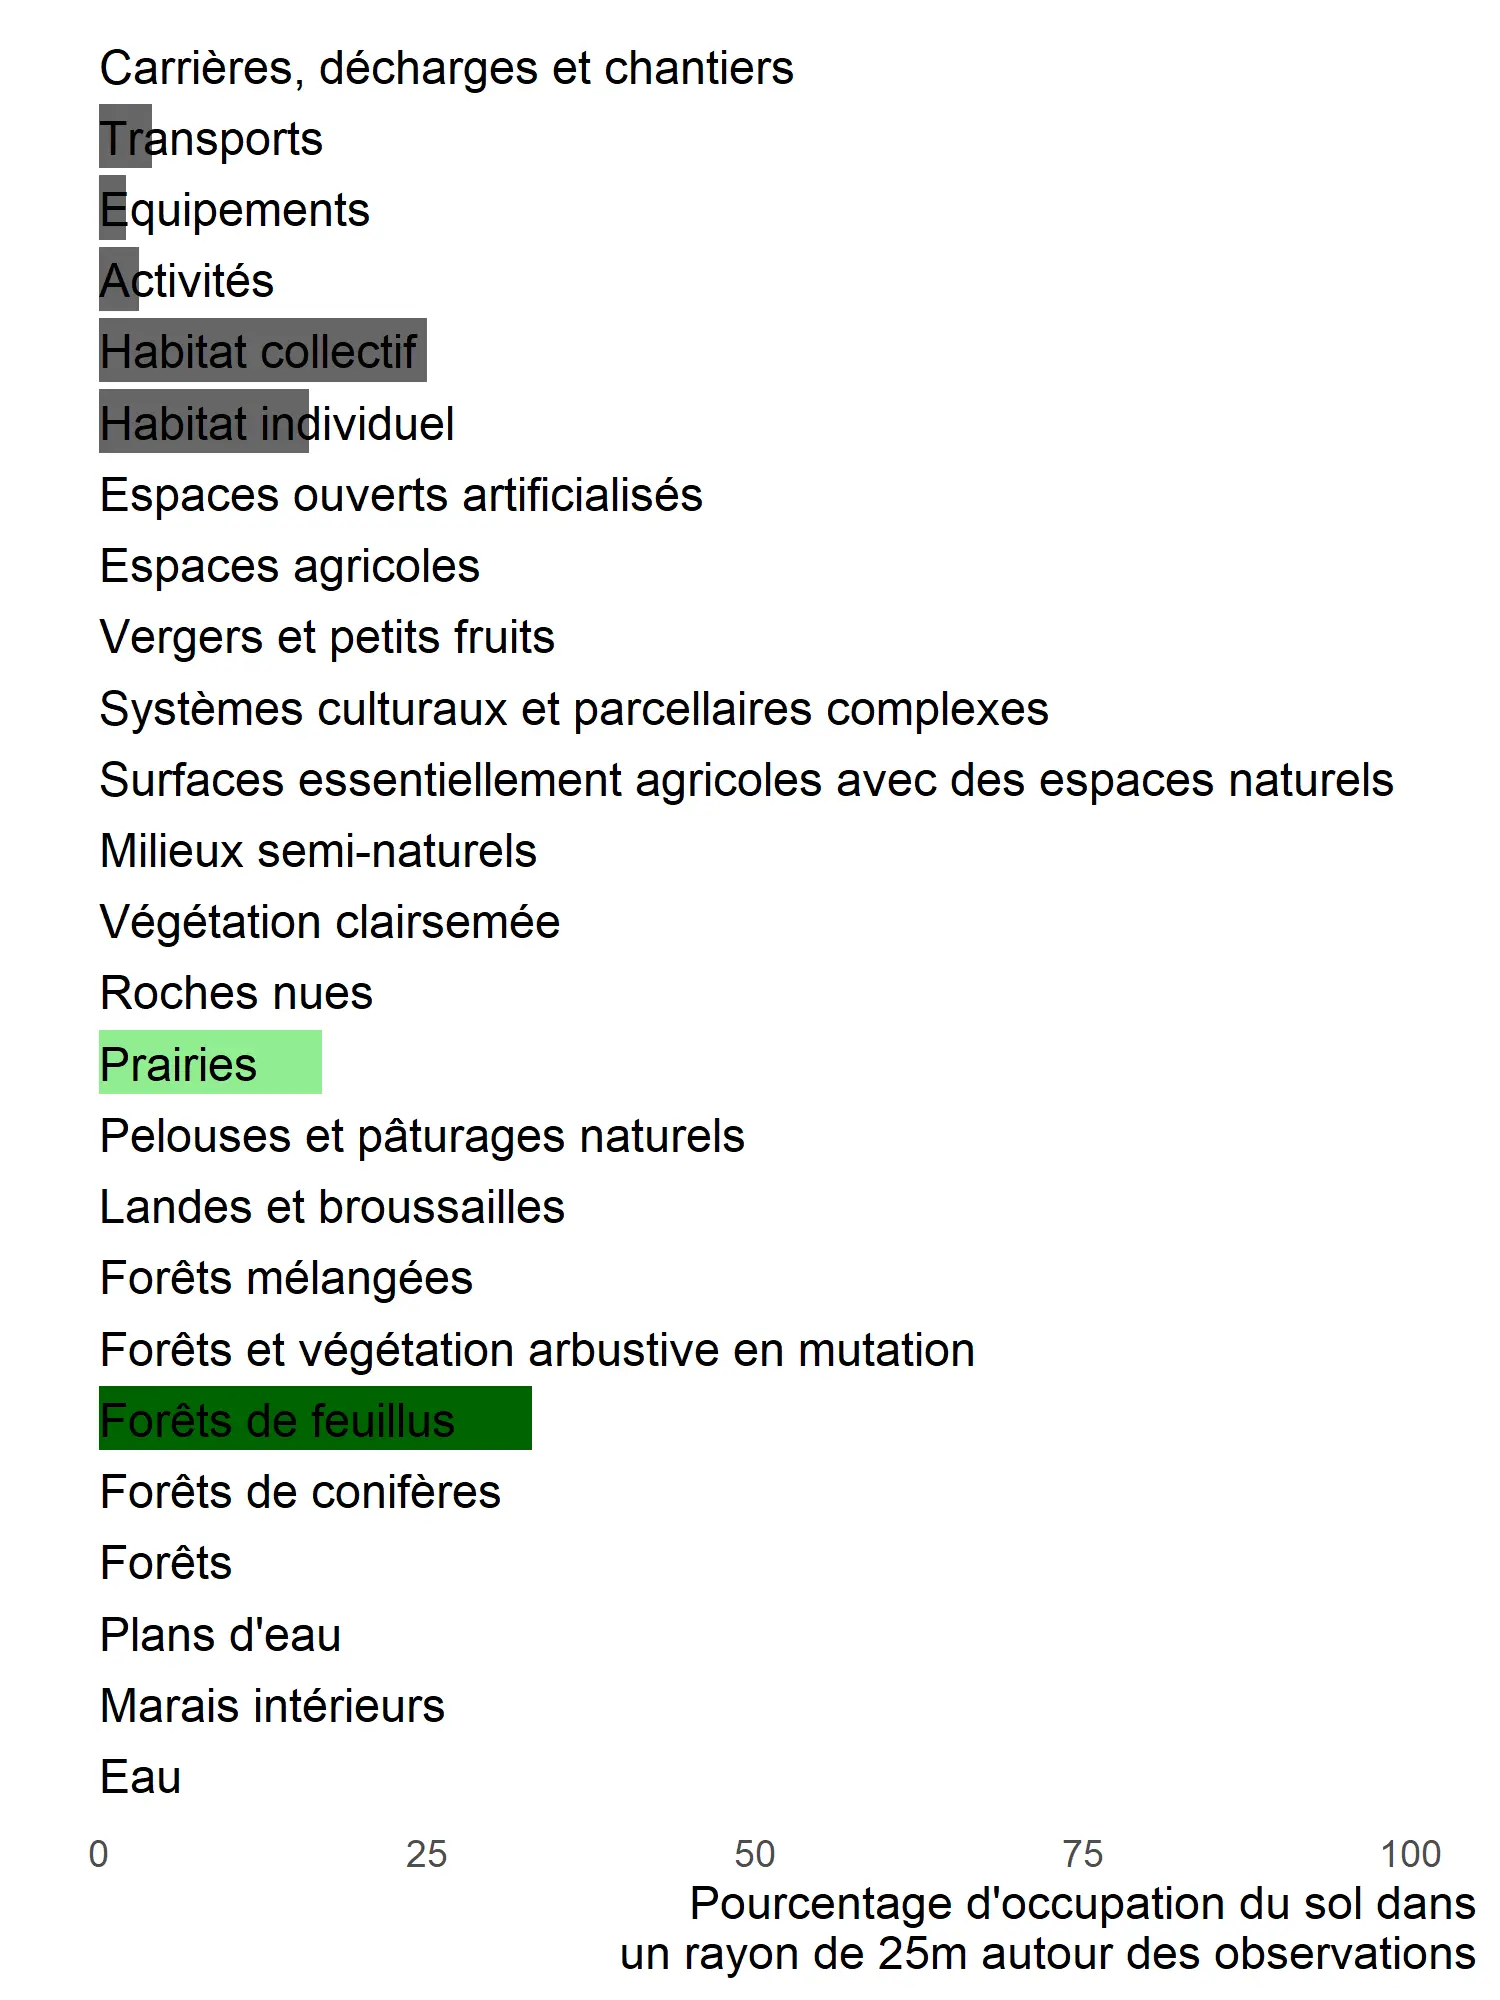 Carrières, décharges et chantiers
Transports
Equipements
Activités
Habitat collectif
Habitat individuel
Espaces ouverts artificialisés
Espaces agricoles
Vergers et petits fruits
Systèmes culturaux et parcellaires complexes
Surfaces essentiellement agricoles avec des espaces naturels
Milieux semi-naturels
Végétation clairsemée
Roches nues
Prairies
Pelouses et pâturages naturels
Landes et broussailles
Forêts mélangées
Forêts et végétation arbustive en mutation
Forêts de feuillus
Forêts de conifères
Forêts
Plans d'eau
Marais intérieurs
Eau
0 25 50 75 100
Pourcentage d'occupation du sol dans
un rayon de 25m autour des observations